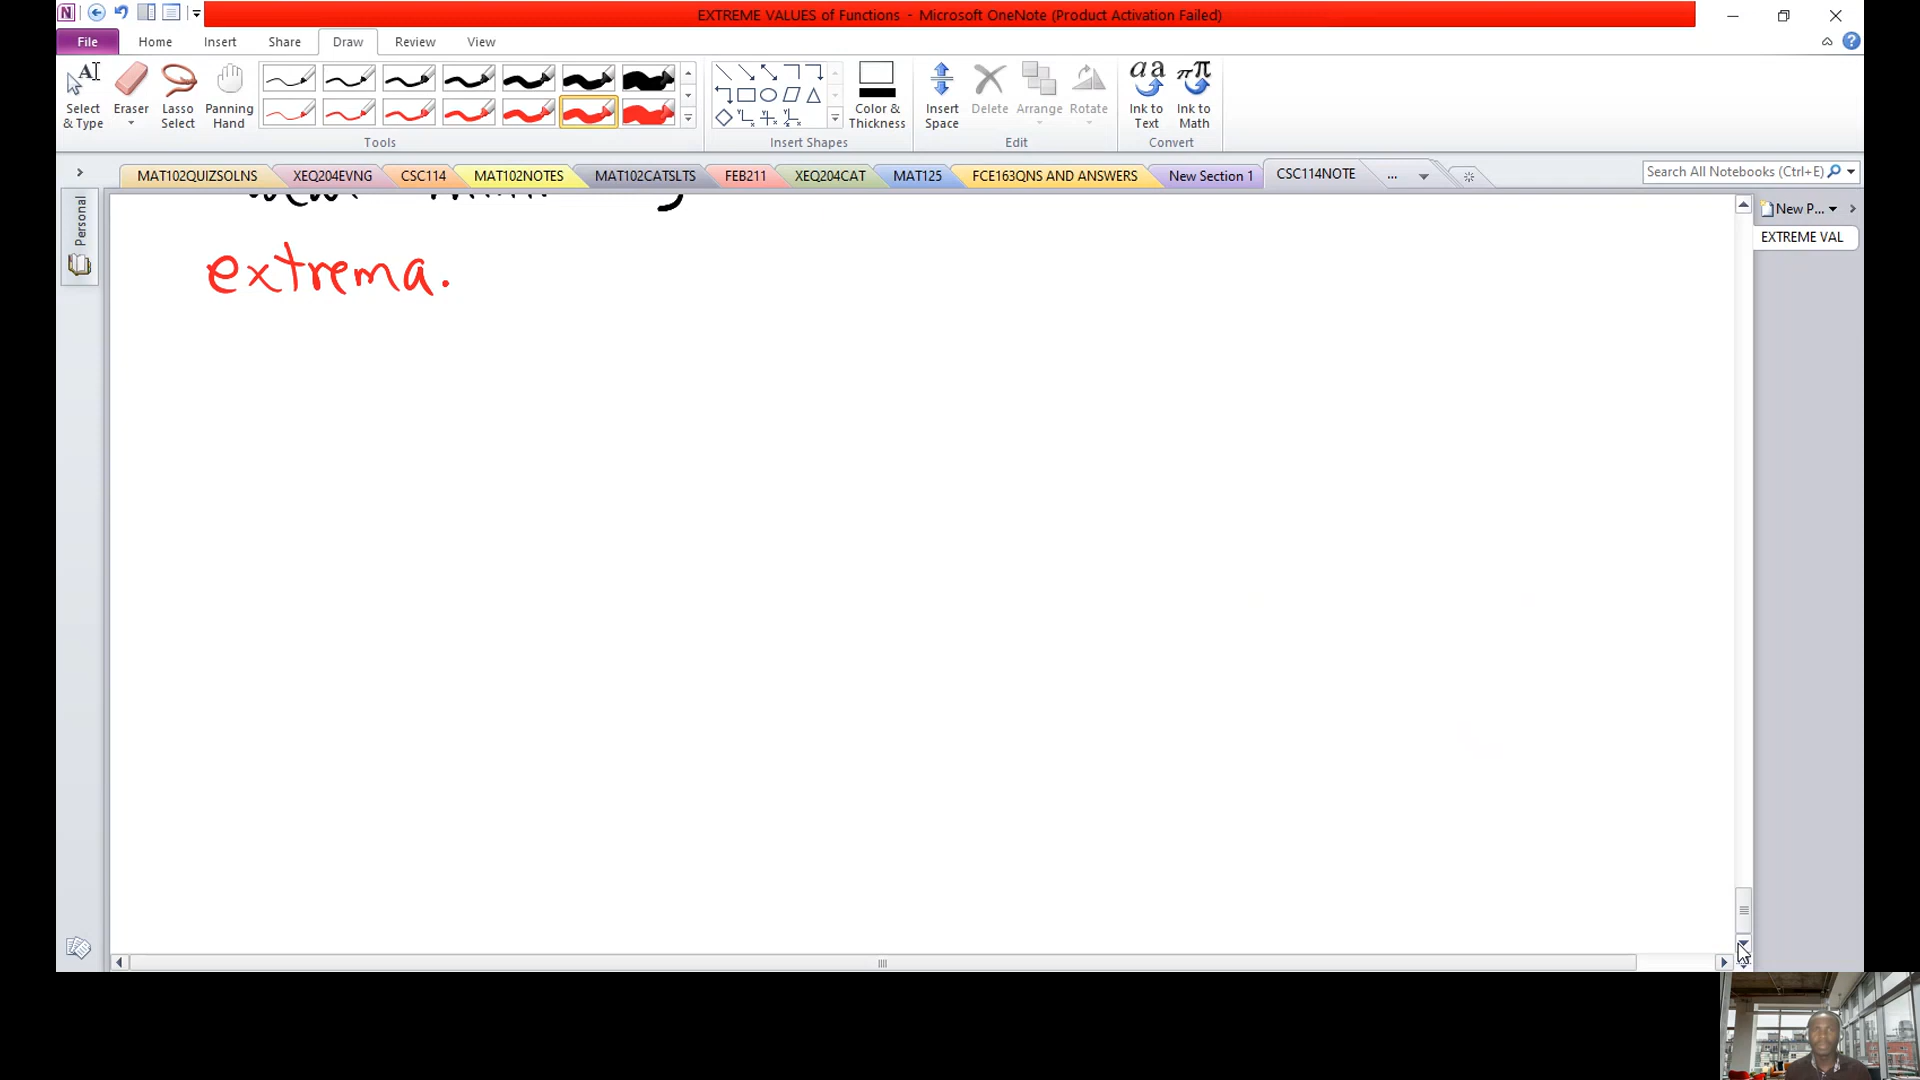 EXTREME VALUES of Functions - Microsoft OneNote (Product Activation Failed)
File Home Insert Share Draw Review View
Select & Type
Eraser
Lasso Select
Panning Hand
Tools
Insert Shapes
Color & Thickness
Insert Space
Delete
Arrange
Rotate
Edit
Ink to Text
Ink to Math
Convert
MAT102QUIZSOLNS XEQ204EVNG CSC114 MAT102NOTES MAT102CATSLTS FEB211 XEQ204CAT MAT125 FCE163QNS AND ANSWERS New Section 1 CSC114NOTE ...
Search All Notebooks (Ctrl+E)
Personal
New P...
EXTREME VAL
extrema.